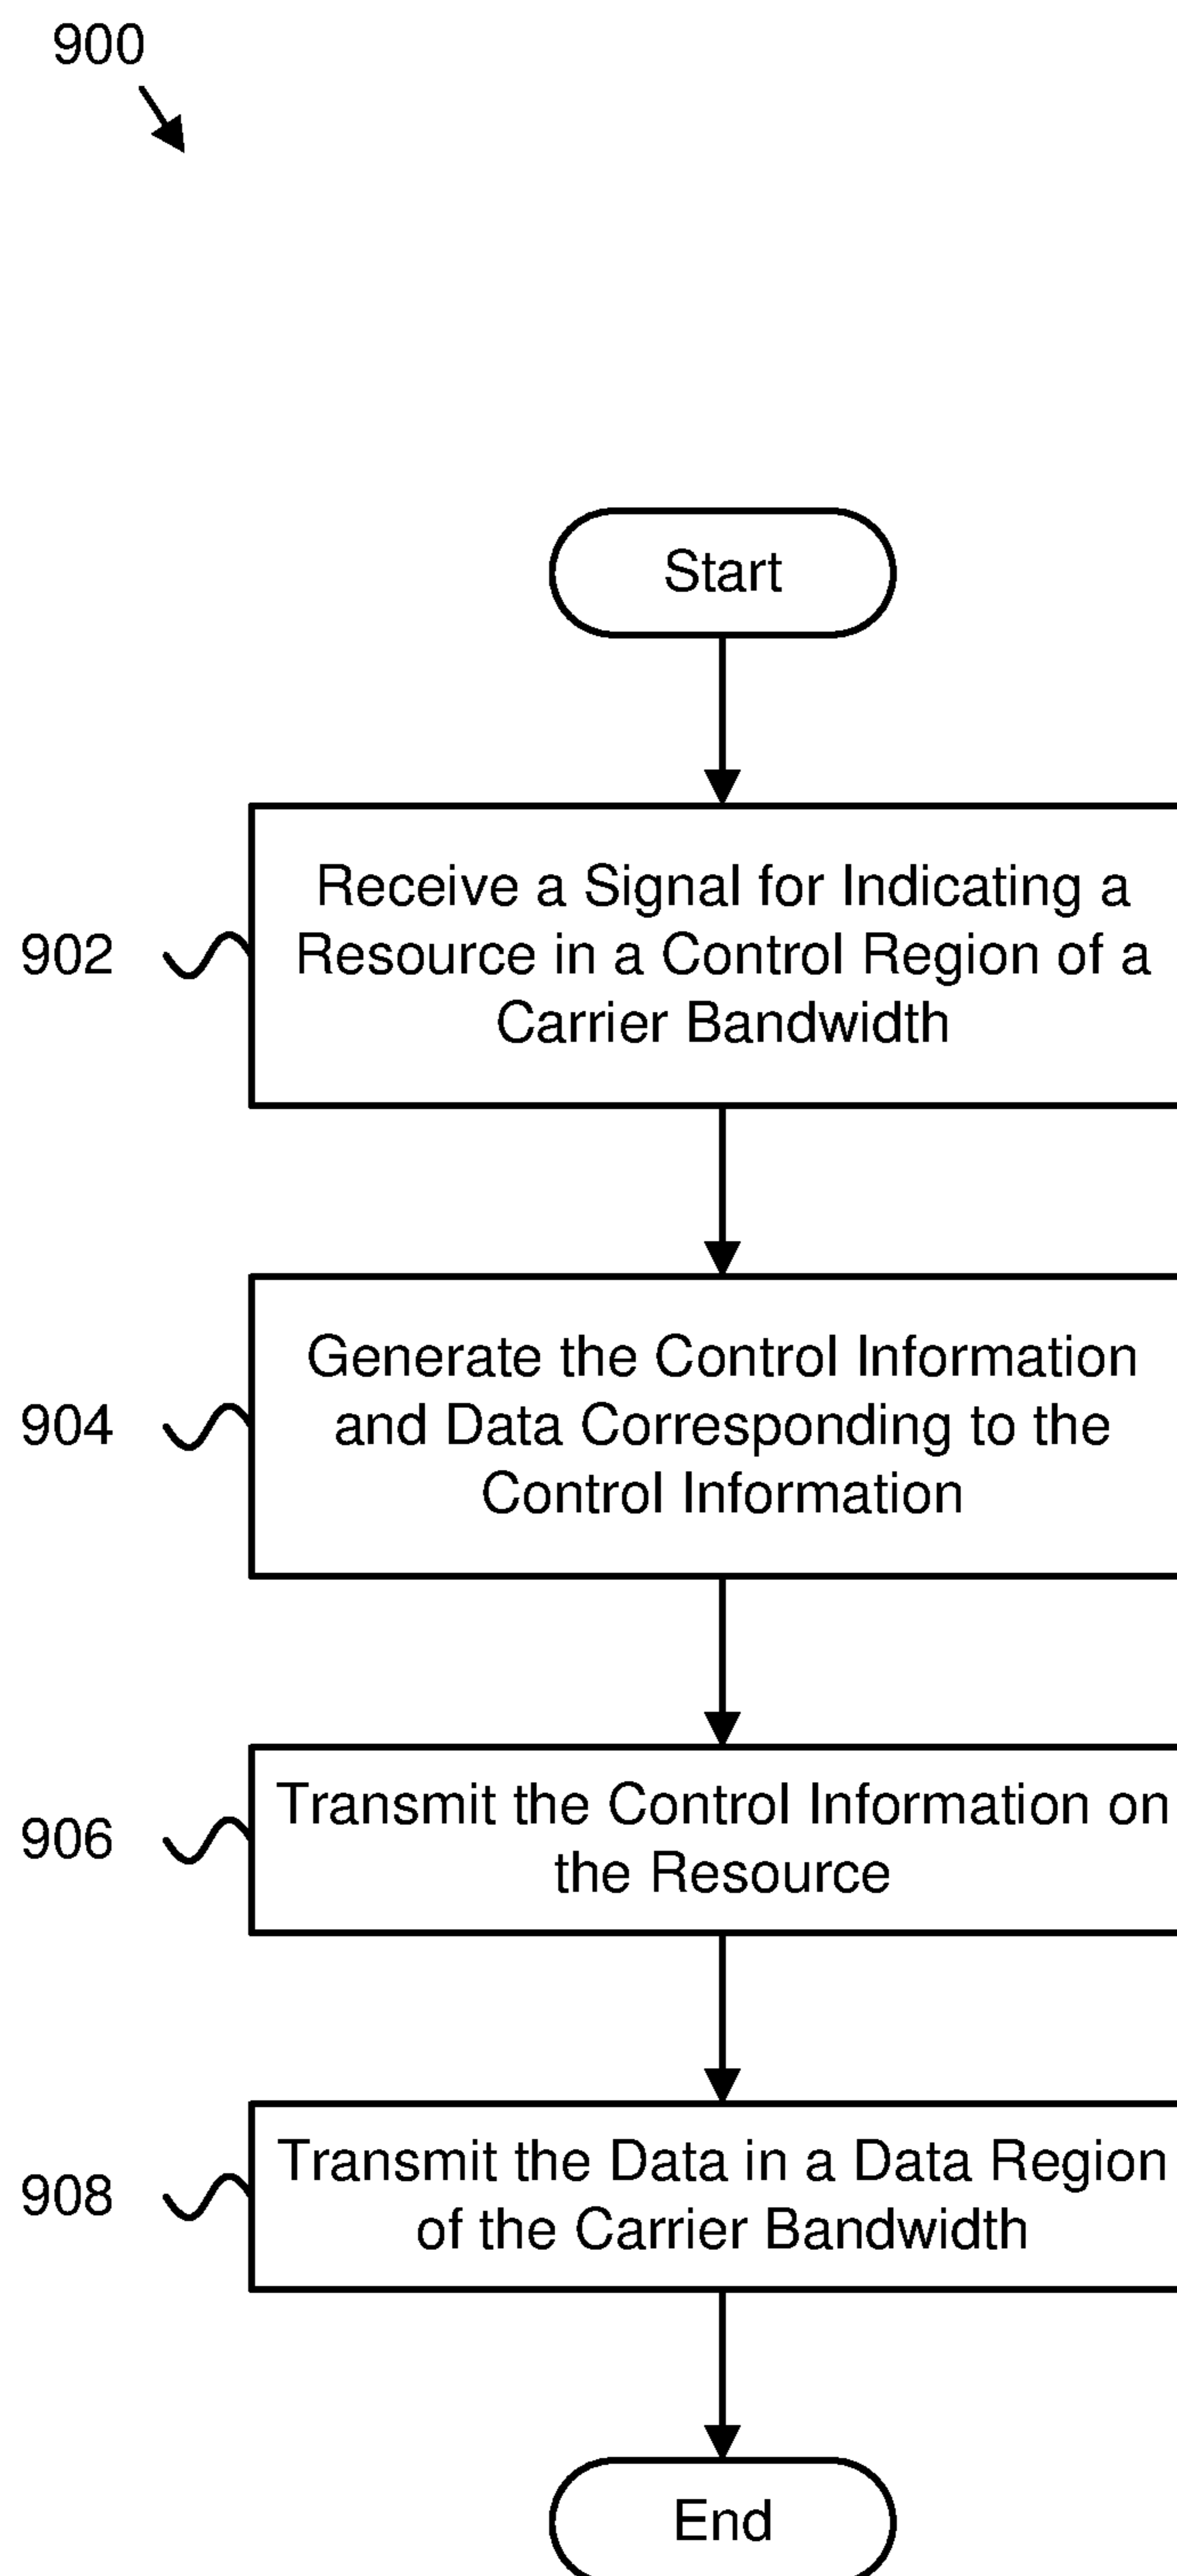 900
Start
902
Receive a Signal for Indicating a
Resource in a Control Region of a
Carrier Bandwidth
904
Generate the Control Information
and Data Corresponding to the
Control Information
906
Transmit the Control Information on
the Resource
908
Transmit the Data in a Data Region
of the Carrier Bandwidth
End